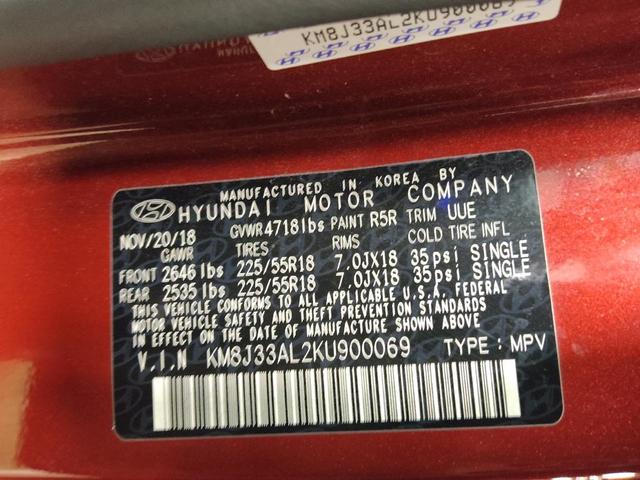 KM8J33AL2KU900069
MANUFACTURED IN KOREA BY
HYUNDAI MOTOR COMPANY
NOV/20/18 GVWR4718lbs PAINT R5R TRIM UUE
GAWR TIRES RIMS COLD TIRE INFL
FRONT 2646lbs 225/55R18 7.0JX18 35psi SINGLE
REAR 2535lbs 225/55R18 7.0JX18 35psi SINGLE
THIS VEHICLE CONFORMS TO ALL APPLICABLE U.S.A. FEDERAL
MOTOR VEHICLE SAFETY AND THEFT PREVENTION STANDARDS
IN EFFECT ON THE DATE OF MANUFACTURE SHOWN ABOVE
V.I.N KM8J33AL2KU900069 TYPE : MPV